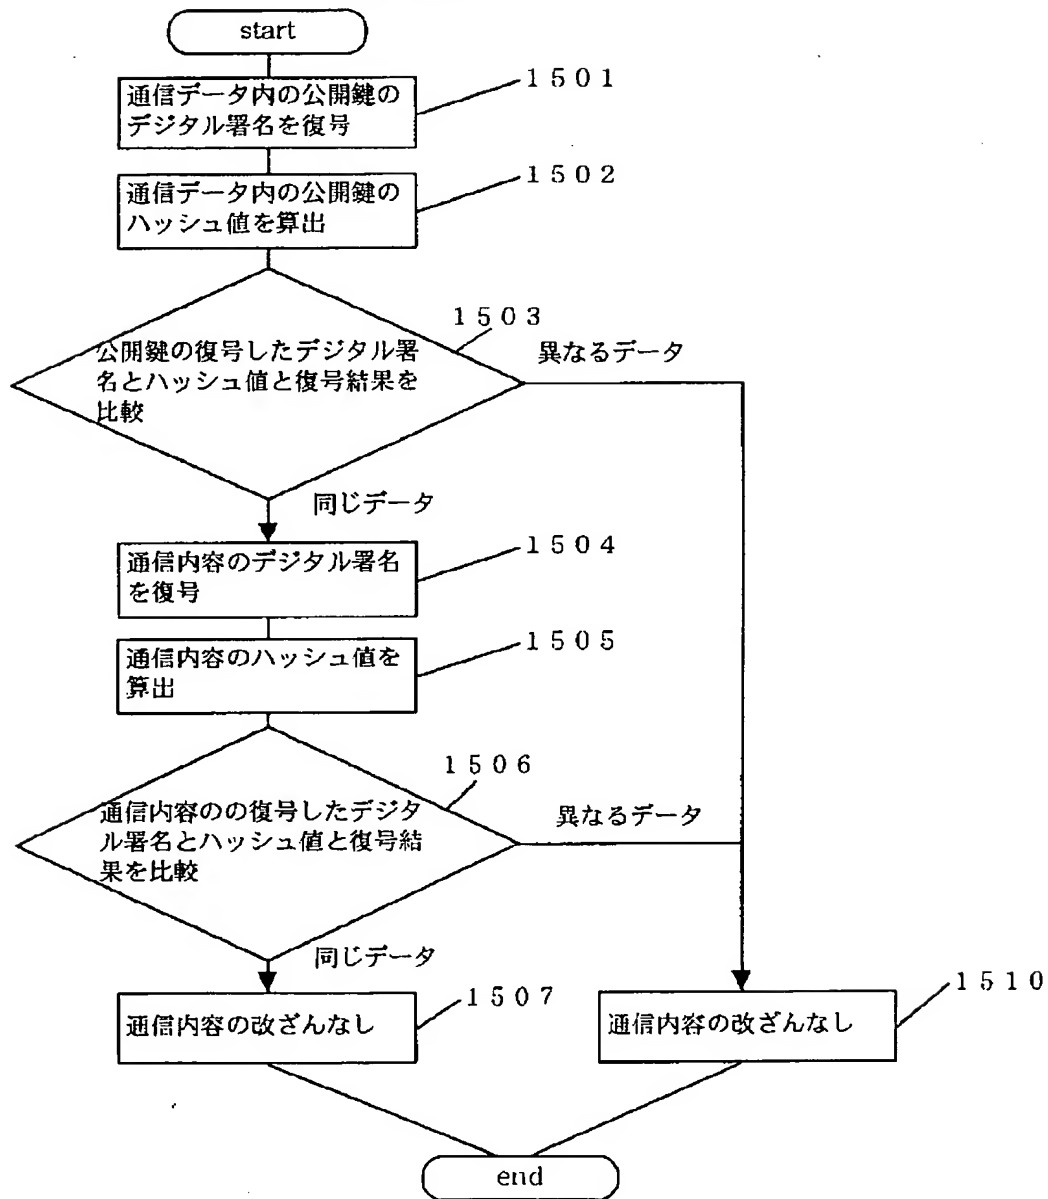 start
通信データ内の公開鍵の
デジタル署名を復号
1501
通信データ内の公開鍵の
ハッシュ値を算出
1502
1503
公開鍵の復号したデジタル署
名とハッシュ値と復号結果を
比較
異なるデータ
同じデータ
通信内容のデジタル署名
を復号
1504
通信内容のハッシュ値を
算出
1505
1506
通信内容のの復号したデジタ
ル署名とハッシュ値と復号結
果を比較
異なるデータ
同じデータ
通信内容の改ざんなし
1507
通信内容の改ざんなし
1510
end